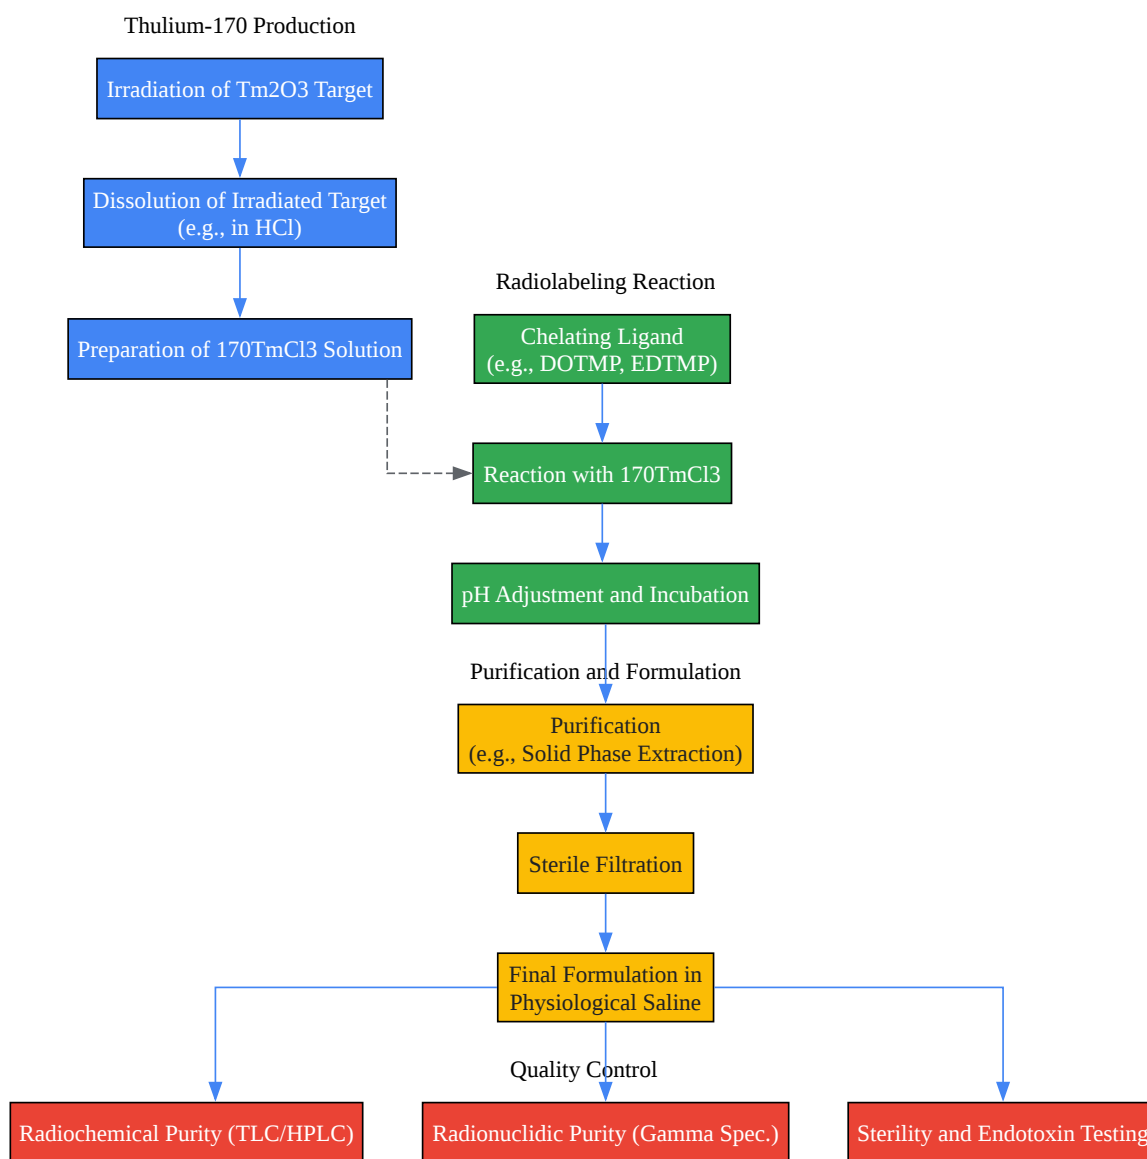 Thulium-170 Production
Irradiation of Tm2O3 Target
Dissolution of Irradiated Target
(e.g., in HCl)
Preparation of 170TmCl3 Solution
Radiolabeling Reaction
Chelating Ligand
(e.g., DOTMP, EDTMP)
Reaction with 170TmCl3
pH Adjustment and Incubation
Purification and Formulation
Purification
(e.g., Solid Phase Extraction)
Sterile Filtration
Final Formulation in
Physiological Saline
Quality Control
Radiochemical Purity (TLC/HPLC)
Radionuclidic Purity (Gamma Spec.)
Sterility and Endotoxin Testing